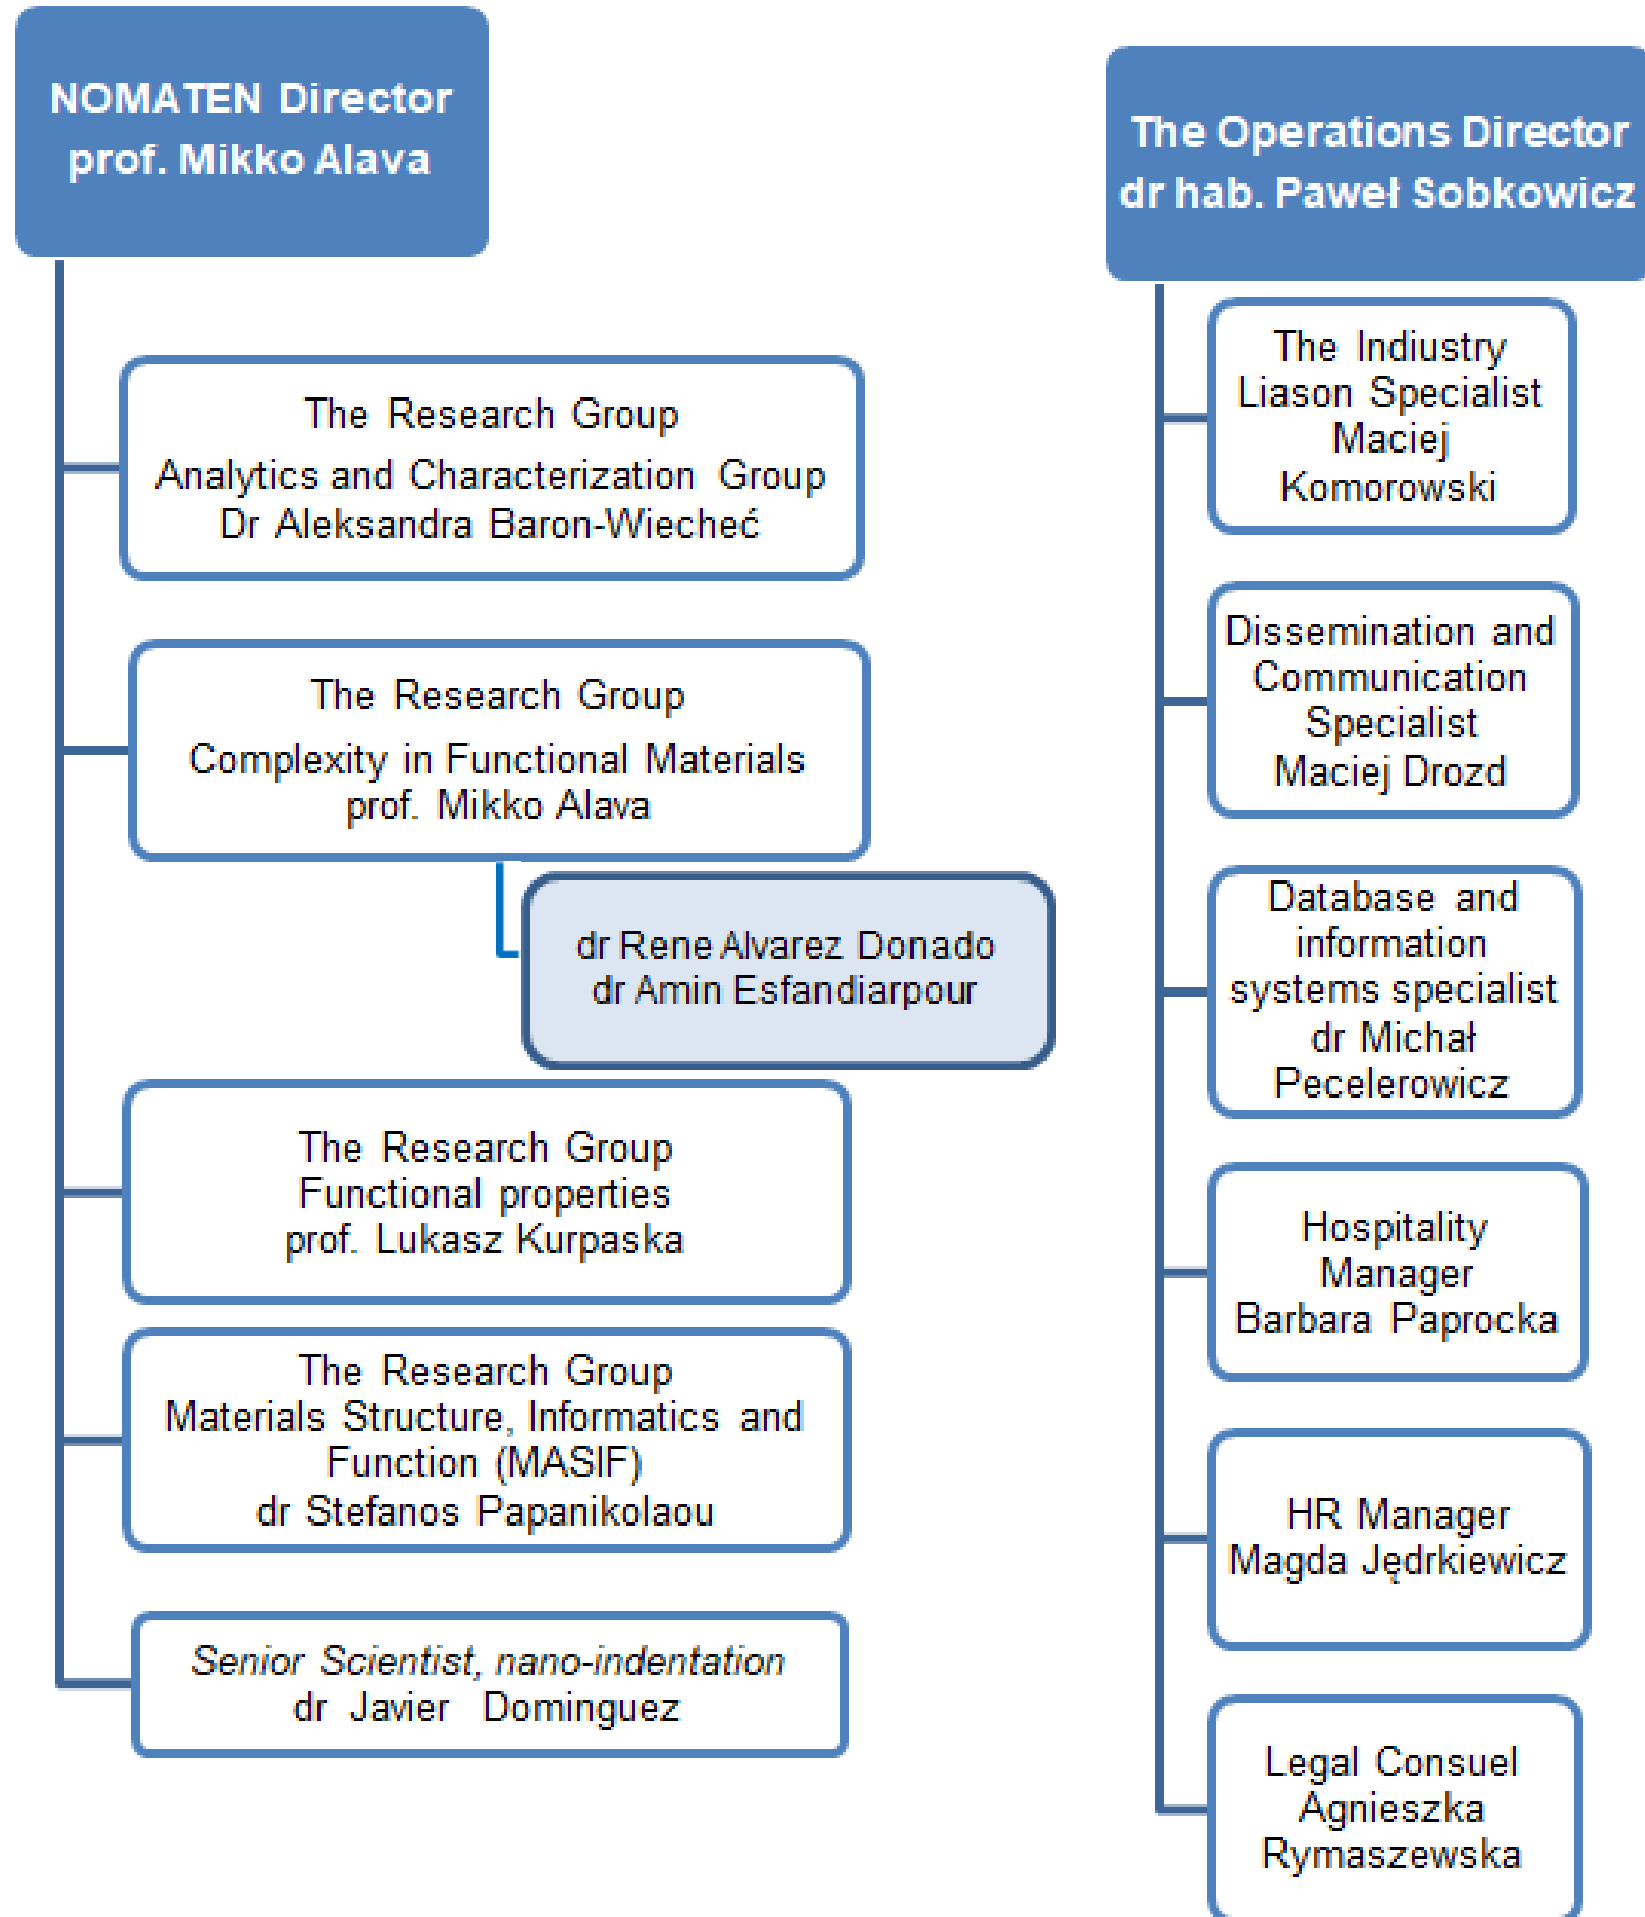 NOMATEN Director
prof. Mikko Alava
The Research Group
Analytics and Characterization Group
Dr Aleksandra Baron-Wiecheć
The Research Group
Complexity in Functional Materials
prof. Mikko Alava
dr Rene Alvarez Donado
dr Amin Esfandiarpour
The Research Group
Functional properties
prof. Lukasz Kurpaska
The Research Group
Materials Structure, Informatics and
Function (MASIF)
dr Stefanos Papanikolaou
Senior Scientist, nano-indentation
dr Javier Dominguez
The Operations Director
dr hab. Paweł Sobkowicz
The Indiustry
Liason Specialist
Maciej
Komorowski
Dissemination and
Communication
Specialist
Maciej Drozd
Database and
information
systems specialist
dr Michał
Pecelerowicz
Hospitality
Manager
Barbara Paprocka
HR Manager
Magda Jędrkiewicz
Legal Consuel
Agnieszka
Rymaszewska